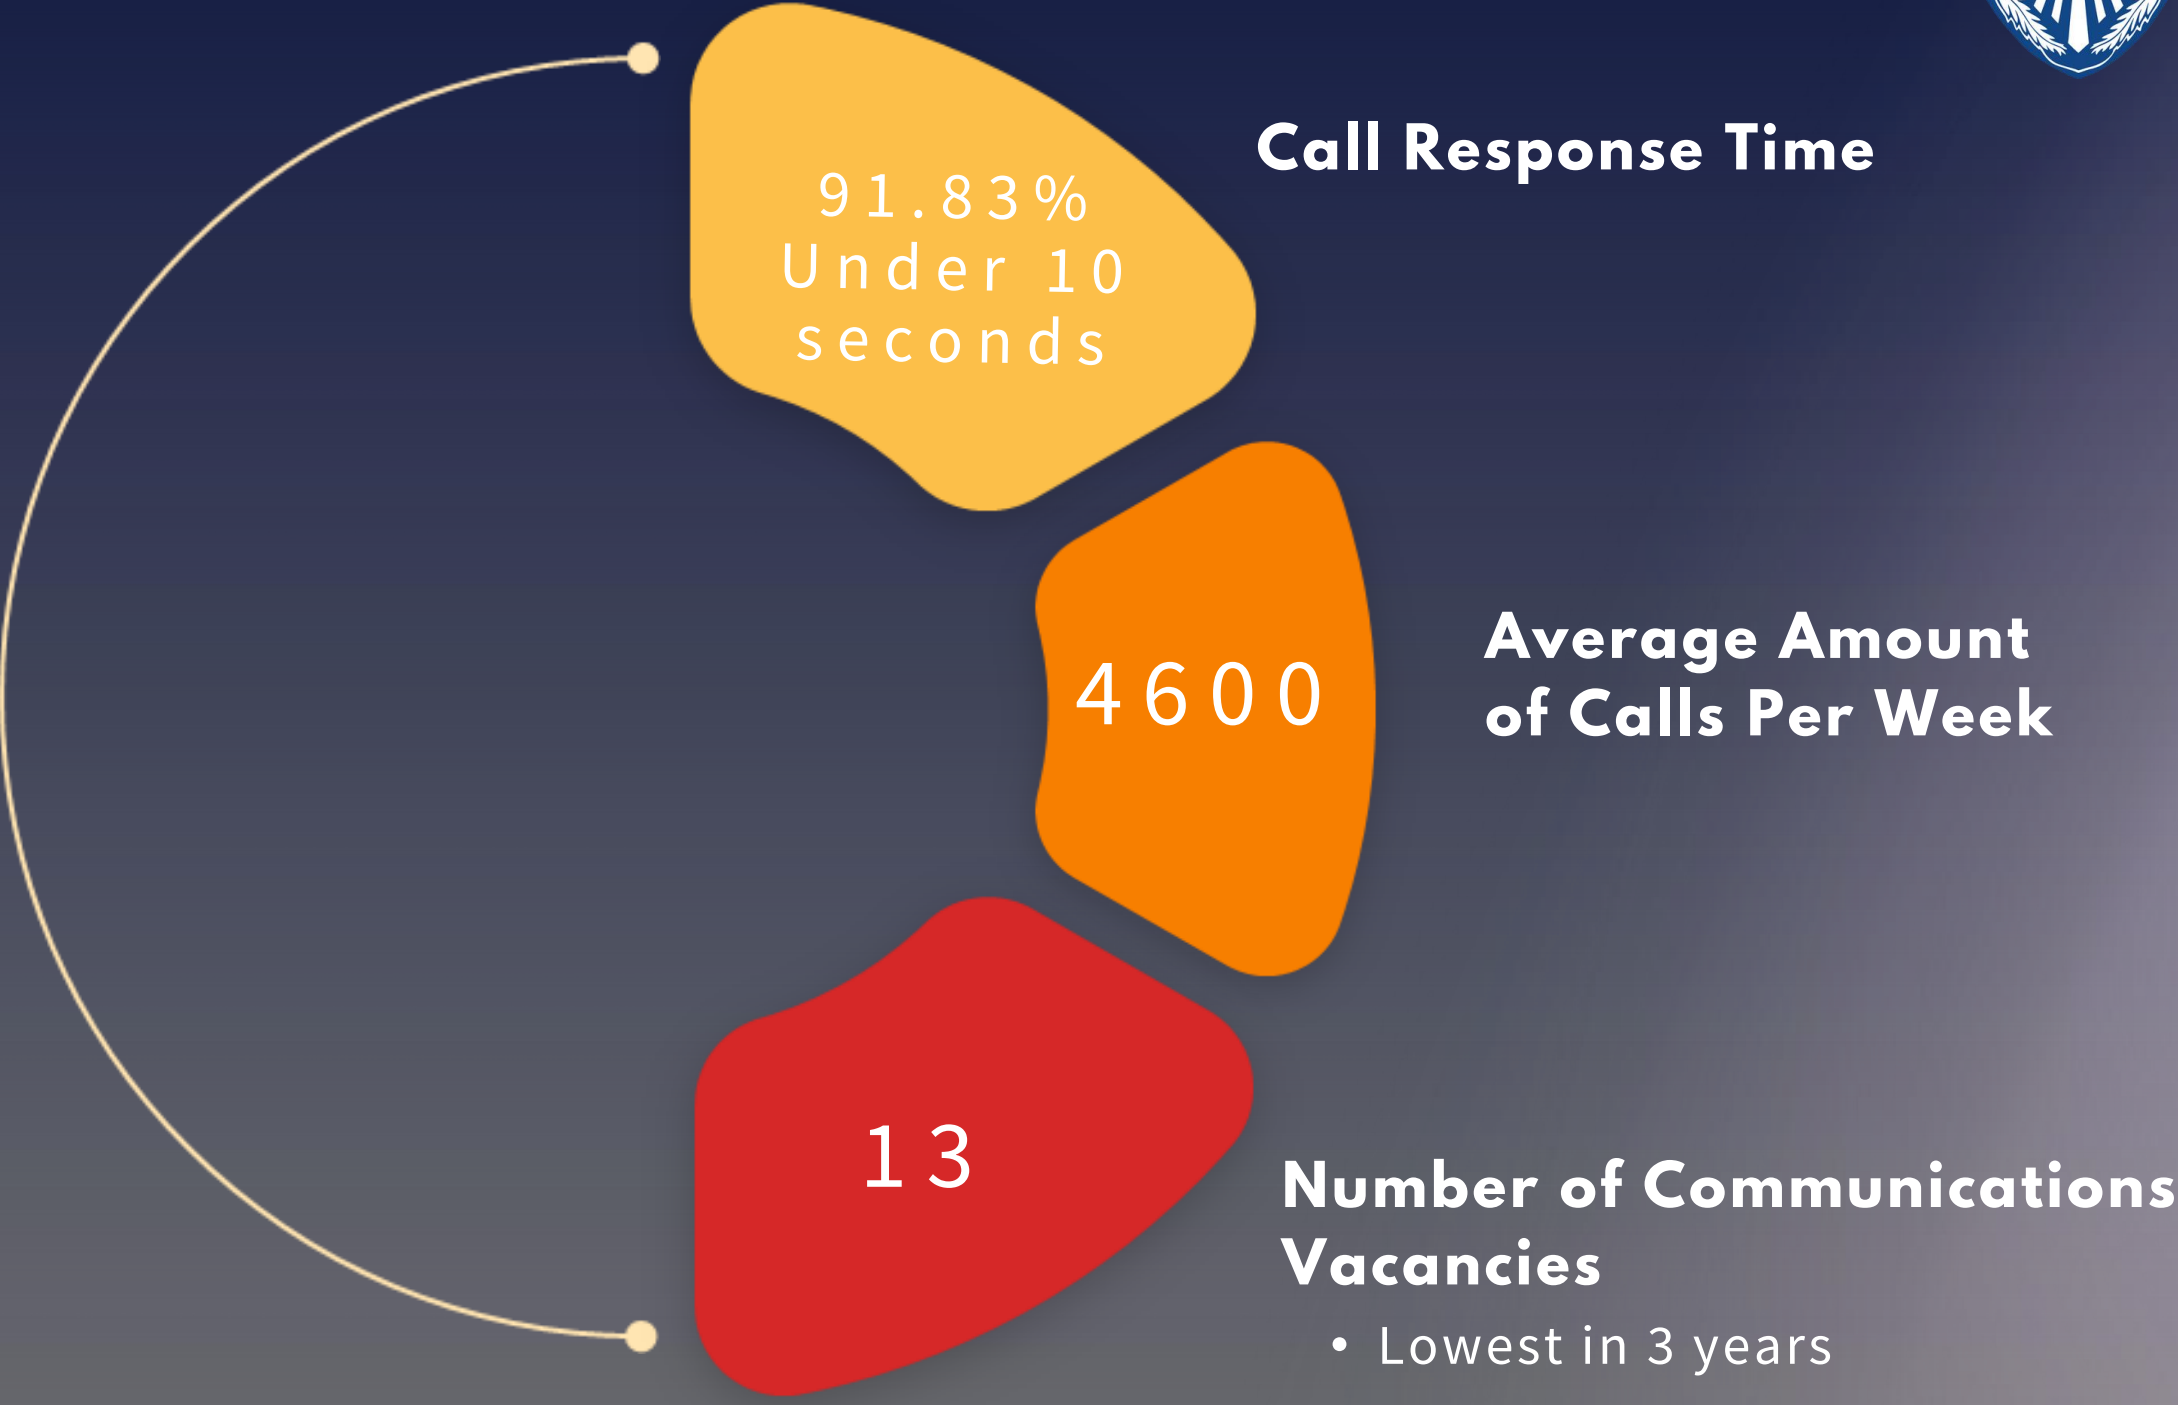 91.83%
Under 10
seconds
Call Response Time
4600
Average Amount
of Calls Per Week
13
Number of Communications
Vacancies
• Lowest in 3 years